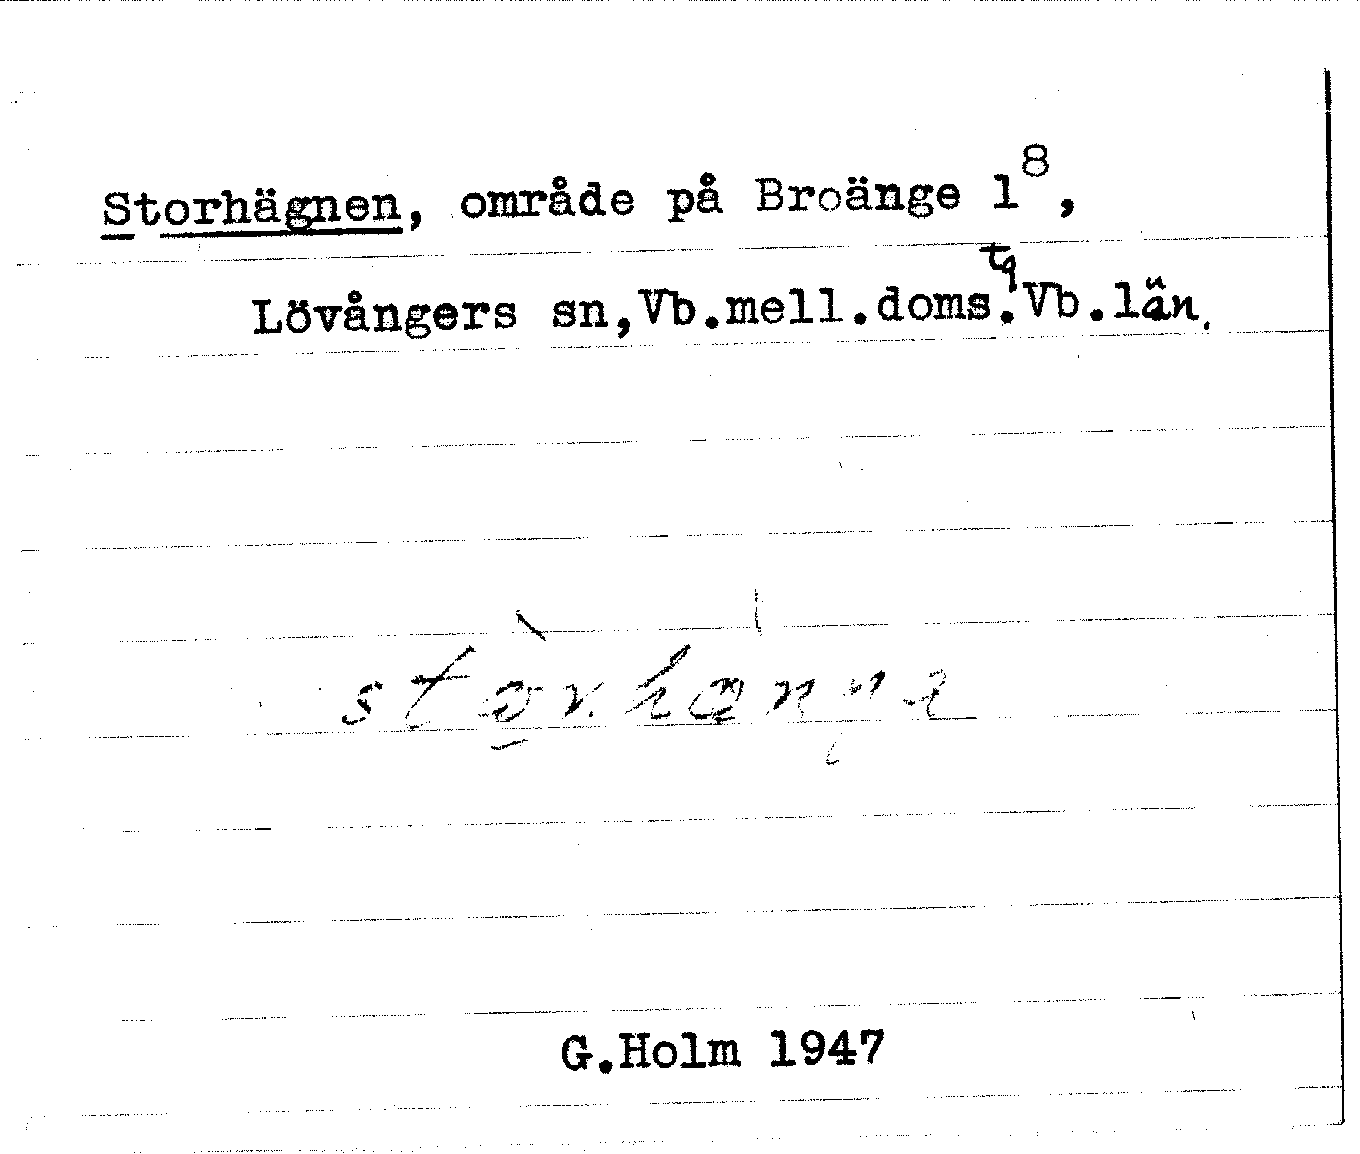 Storhägnen, område på Broänge 1⁸,
Lövångers sn,Vb.mell.doms.tg Vb.län.
G.Holm 1947